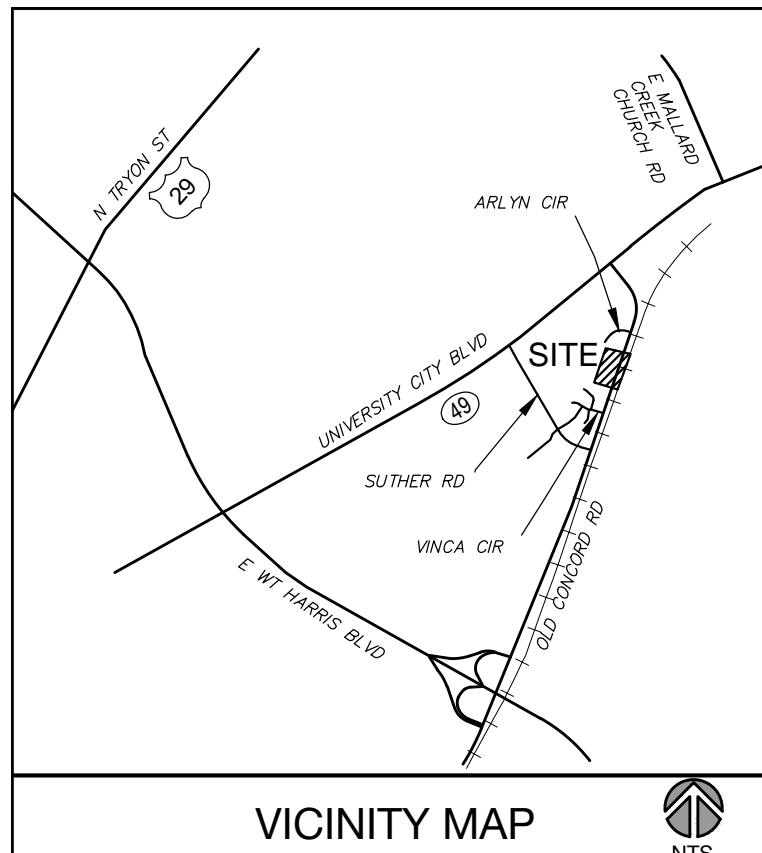 N TRYON ST
29
E MALLARD
CREEK
CHURCH RD
ARLYN CIR
UNIVERSITY CITY BLVD
49
SITE
SUTHER RD
VINCA CIR
E WT HARRIS BLVD
OLD CONCORD RD
VICINITY MAP
NTS